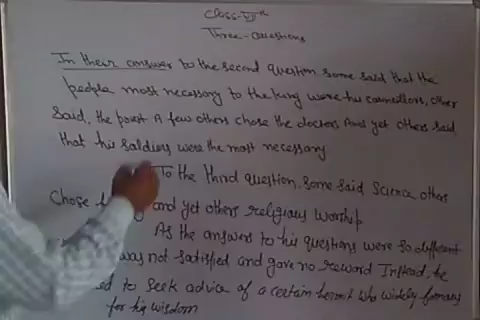 Class-VIth
Three-Questions
In their answer to the second question, some said that the
people most necessary to the king were his councillors, other
said, the poest A few others chose the doctors And yet others said
that his soldiers were the most necessary
To the third question, some said Science others
Chose and yet others religious worship
As the answers to his questions were so different
was not satisfied and gave no reward Instead, he
to seek advice of a certain hermit who widely famous
for his wisdom